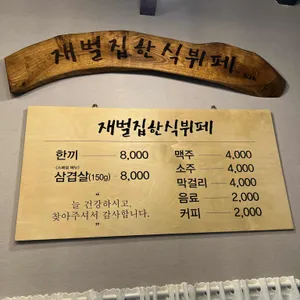 재벌집한식뷔페
재벌집한식뷔페
한끼 8,000
삼겹살(150g) 8,000
맥주 4,000
소주 4,000
막걸리 4,000
음료 2,000
커피 2,000
"
늘 건강하시고,
찾아주셔서 감사합니다.
"